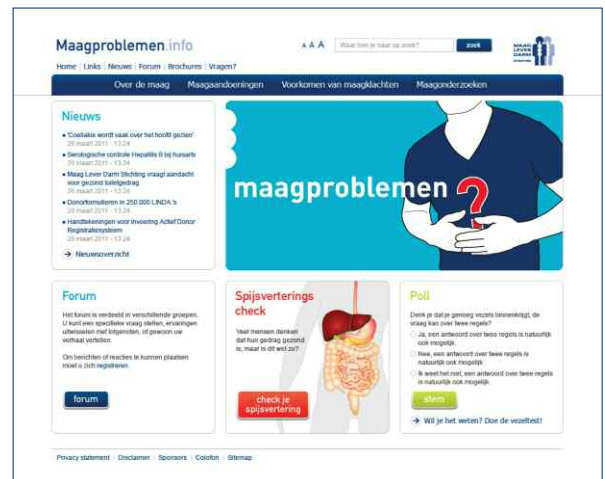 Maagproblemen.info
A A A
Waar ben je naar op zoek?
zoek
MAAG
LEVER
DARM
STICHTING
Home | Links | Nieuws | Forum | Brochures | Vragen?
Over de maag Maagaandoeningen Voorkomen van maagklachten Maagonderzoeken
Nieuws
• 'Coeliakie wordt vaak over het hoofd gezien'
26 maart 2011 - 13.24
• Serologische controle Hepatitis B bij huisarts
26 maart 2011 - 13.24
• Maag Lever Darm Stichting vraagt aandacht
voor gezond toiletgedrag
26 maart 2011 - 13.24
• Donorformulieren in 250.000 LINDA.'s
26 maart 2011 - 13.24
• Handtekeningen voor invoering Actief Donor
Registratiesysteem
26 maart 2011 - 13.24
Nieuwsoverzicht
maagproblemen ?
Forum
Het forum is verdeeld in verschillende groepen.
U kunt een specifieke vraag stellen, ervaringen
uitwisselen met lotgenoten, of gewoon uw
verhaal vertellen.
Om berichten of reacties te kunnen plaatsen
moet u zich registreren.
forum
Spijsverterings
check
Veel mensen denken
dat hun gedrag gezond
is, maar is dit wel zo?
check je
spijsvertering
Poll
Denk je dat je genoeg vezels binnenkrijgt, de
vraag kan over twee regels?
Ja, een antwoord over twee regels is natuurlijk
ook mogelijk.
Nee, een antwoord over twee regels is
natuurlijk ook mogelijk.
Ik weet het niet, een antwoord over twee regels
is natuurlijk ook mogelijk.
stem
Wil je het weten? Doe de vezeltest!
Privacy statement | Disclaimer | Sponsors | Colofon | Sitemap